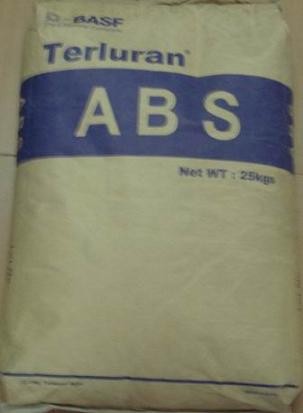 BASF
Terluran®
ABS
Net WT : 25kgs